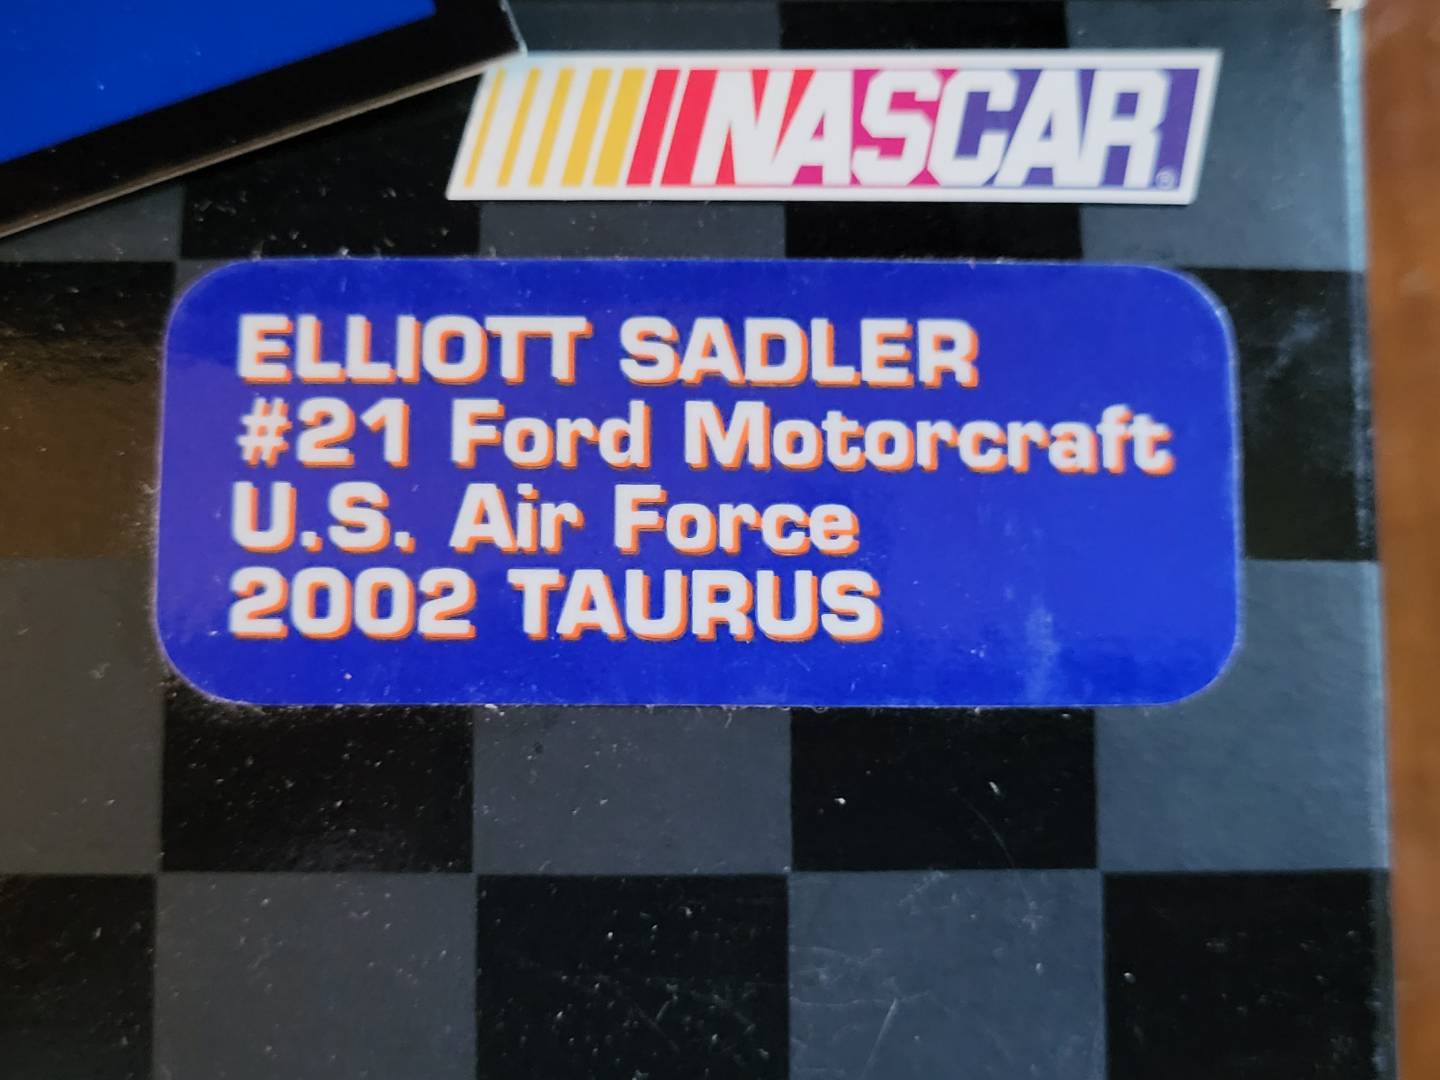 NASCAR®
ELLIOTT SADLER
#21 Ford Motorcraft
U.S. Air Force
2002 TAURUS